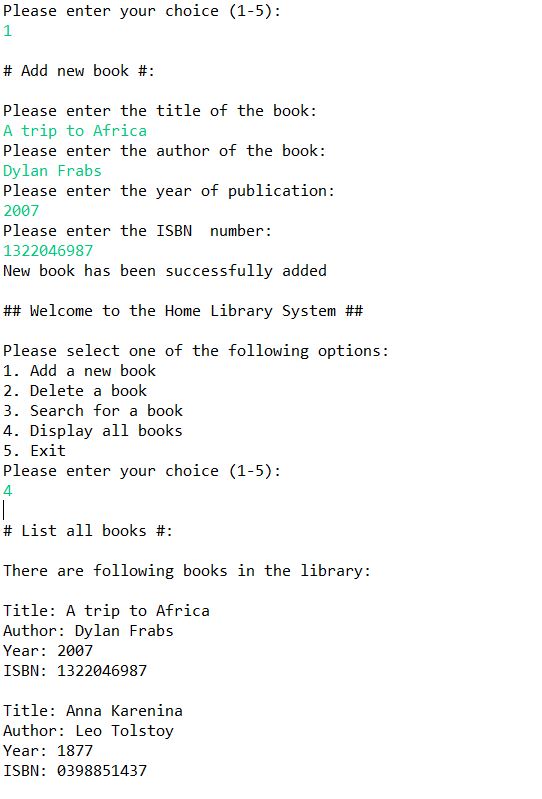 Please enter your choice (1-5):
1
# Add new book #:
Please enter the title of the book:
A trip to Africa
Please enter the author of the book:
Dylan Frabs
Please enter the year of publication:
2007
Please enter the ISBN  number:
1322046987
New book has been successfully added
## Welcome to the Home Library System ##
Please select one of the following options:
1. Add a new book
2. Delete a book
3. Search for a book
4. Display all books
5. Exit
Please enter your choice (1-5):
4
# List all books #:
There are following books in the library:
Title: A trip to Africa
Author: Dylan Frabs
Year: 2007
ISBN: 1322046987
Title: Anna Karenina
Author: Leo Tolstoy
Year: 1877
ISBN: 0398851437